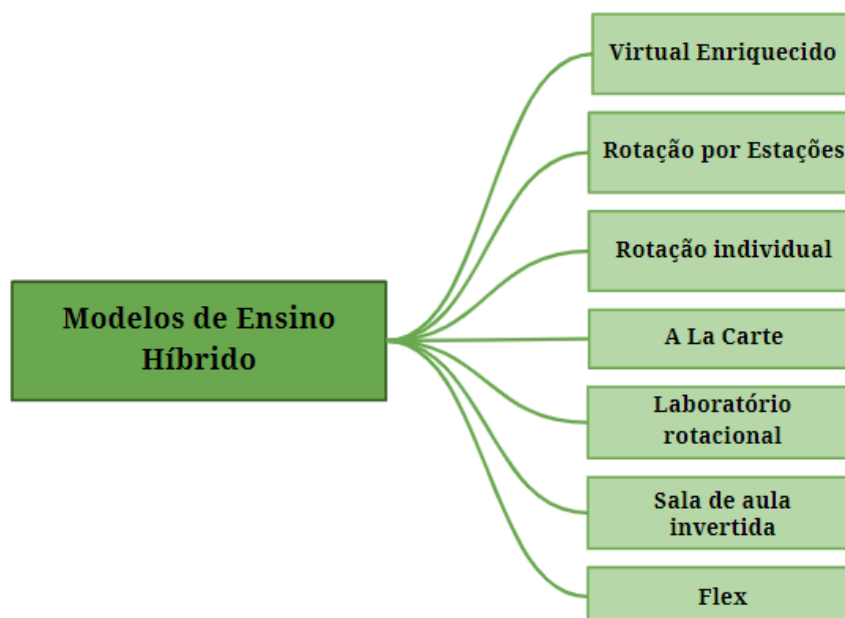 Modelos de Ensino
Híbrido
Virtual Enriquecido
Rotação por Estações
Rotação individual
A La Carte
Laboratório
rotacional
Sala de aula
invertida
Flex